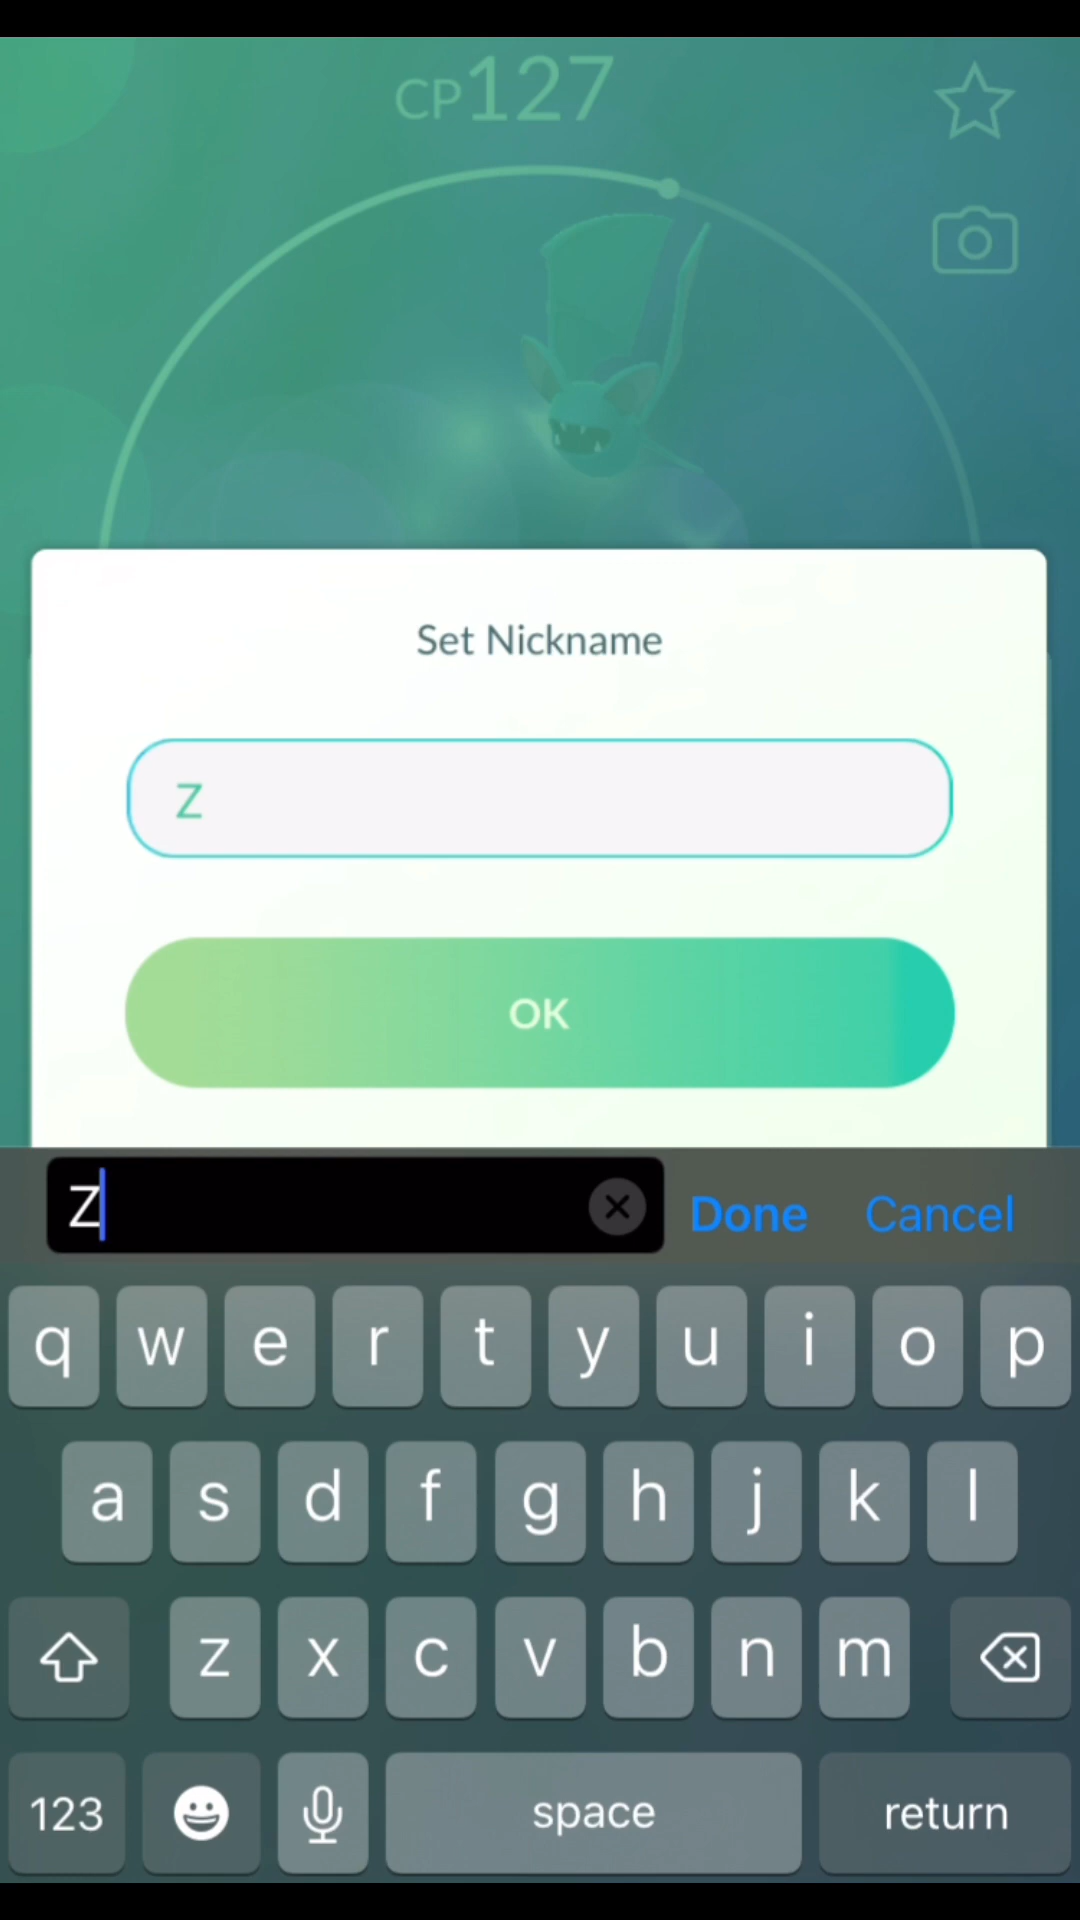 CP127
Set Nickname
Z
OK
Z Done Cancel
q w e r t y u i o p
a s d f g h j k l
z x c v b n m
123 space return